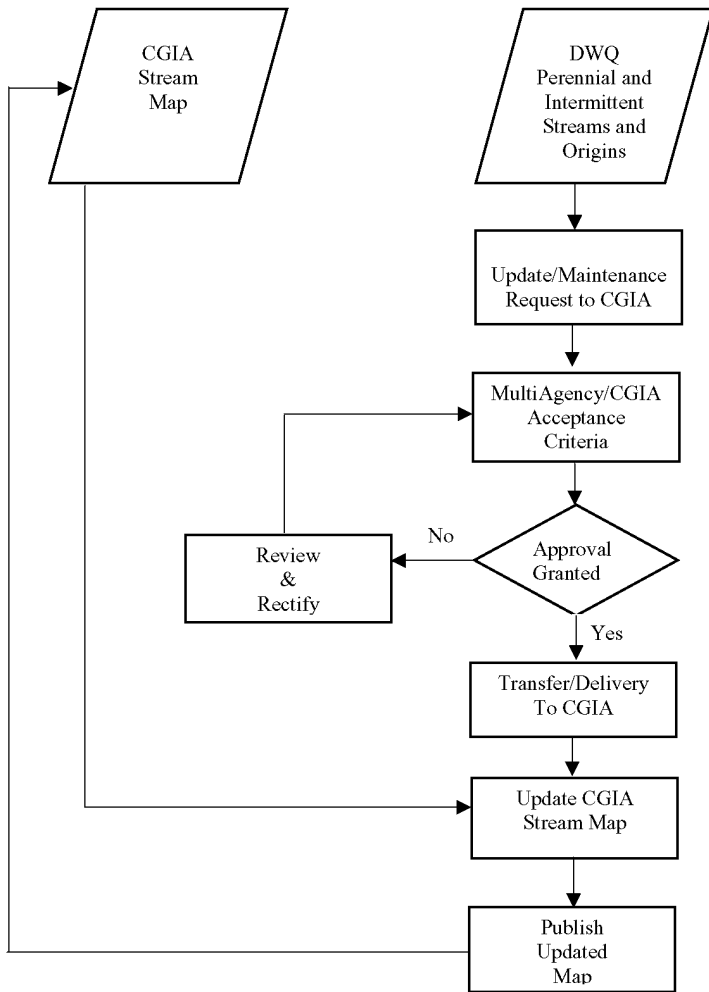 CGIA
Stream
Map
DWQ
Perennial and
Intermittent
Streams and
Origins
Update/Maintenance
Request to CGIA
MultiAgency/CGIA
Acceptance
Criteria
No
Approval
Granted
Review
&
Rectify
Yes
Transfer/Delivery
To CGIA
Update CGIA
Stream Map
Publish
Updated
Map